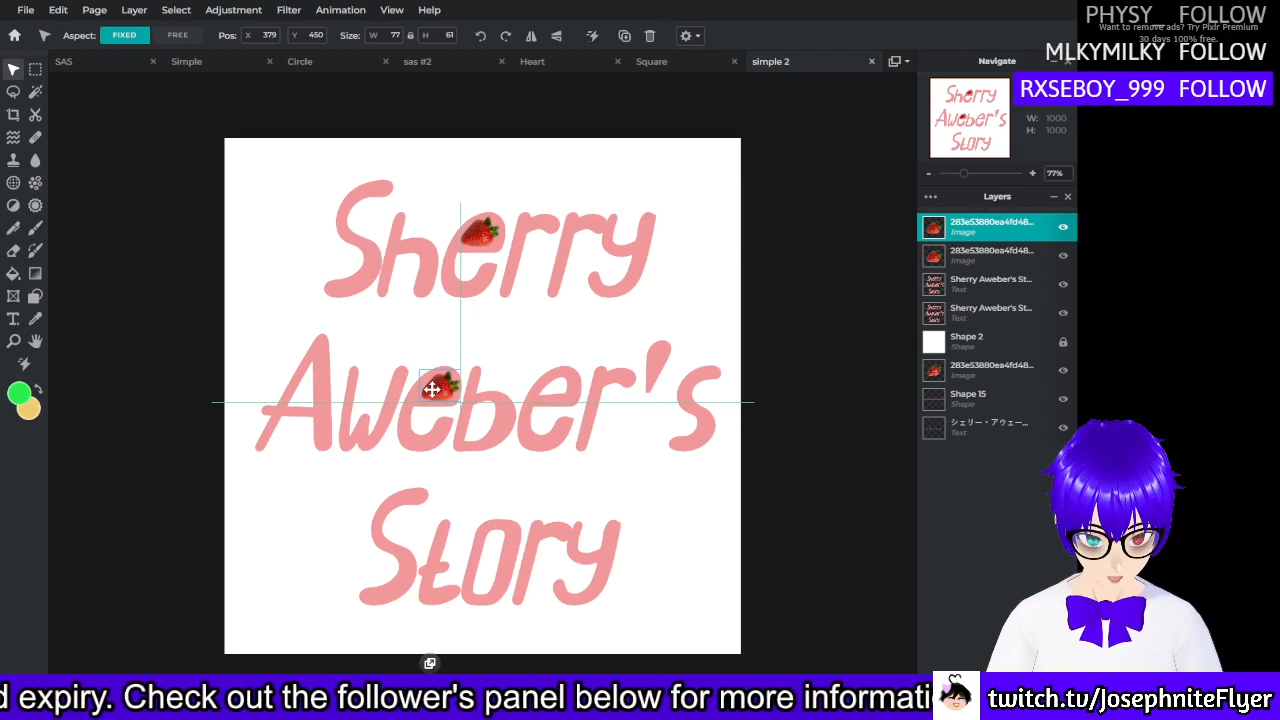 File Edit Page Layer Select Adjustment Filter Animation View Help
PHYSY_ FOLLOW
Want to remove ads? Try Pixlr Premium
30 days 100% free.
MLKYMILKY FOLLOW
RXSEBOY_999 FOLLOW
Aspect: FIXED FREE Pos: X 379 Y 450 Size: W 77 H 61
SAS Simple Circle sas #2 Heart Square simple 2
Navigate
Sherry
Aweber's
Story
W: 1000
H: 1000
77%
Layers
283e53880ea4fd48...
Image
283e53880ea4fd48...
Image
Sherry Aweber's St...
Text
Sherry Aweber's St...
Text
Shape 2
Shape
283e53880ea4fd48...
Image
Shape 15
Shape
シェリー・アウェー...
Text
Sherry
Aweber's
Story
d expiry. Check out the follower's panel below for more informati
twitch.tv/JosephniteFlyer